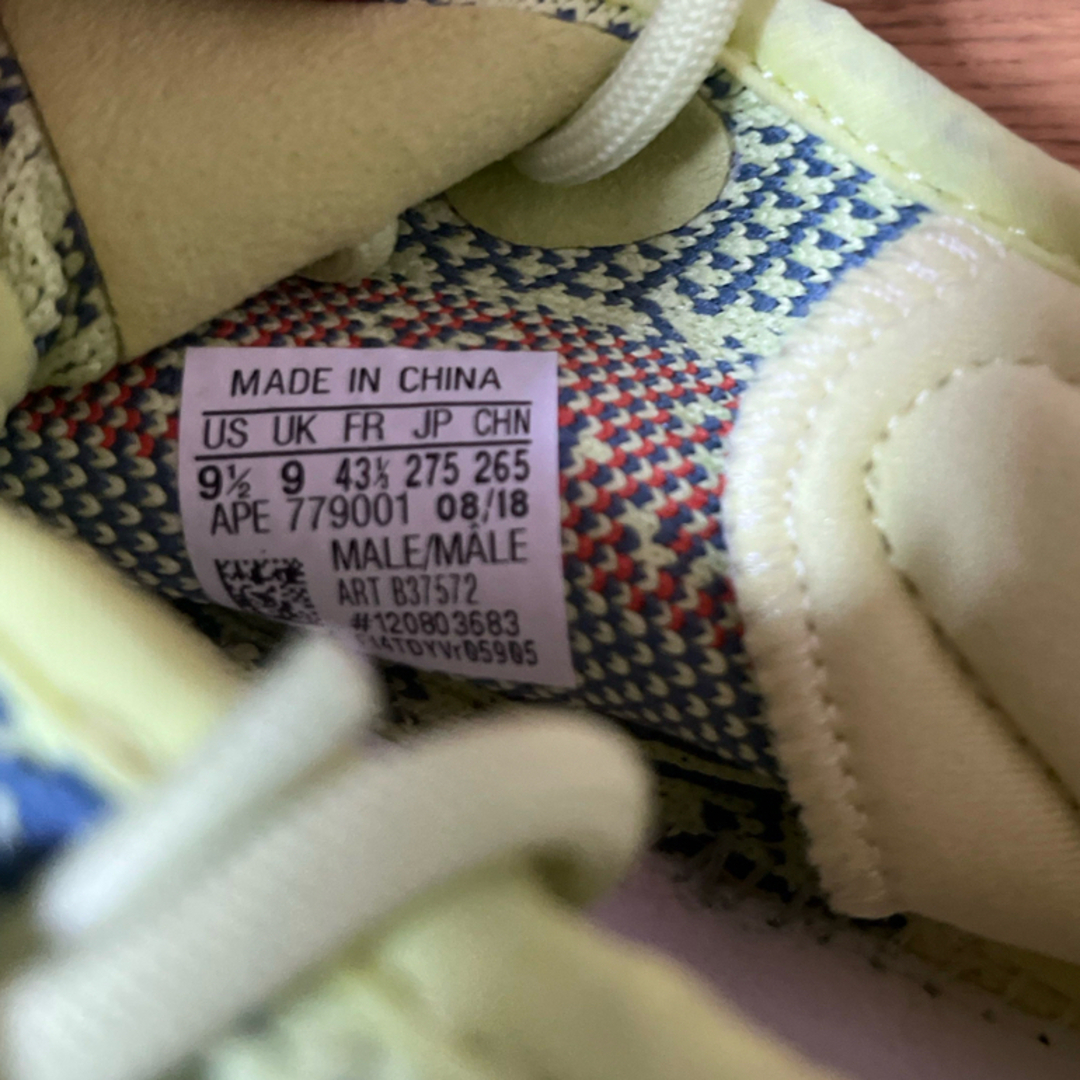 MADE IN CHINA
US UK FR JP CHN
9½ 9 43⅓ 275 265
APE 779001 08/18
MALE/MÂLE
ART B37572
#120803683